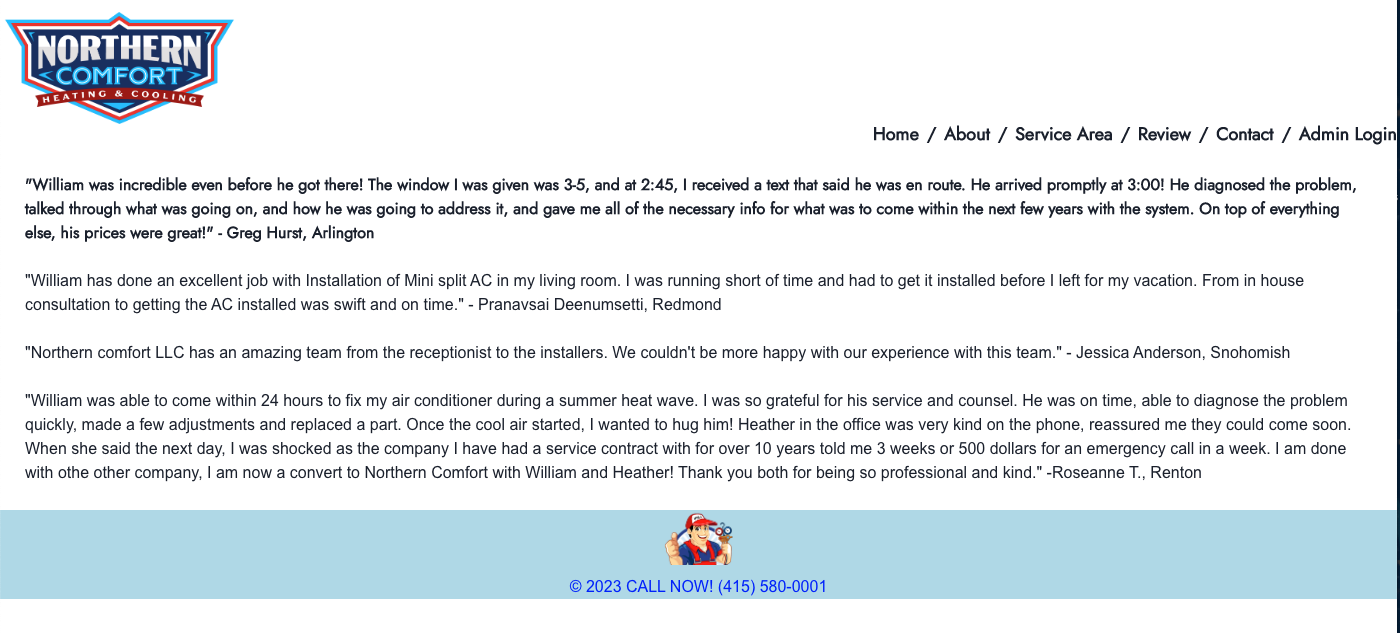 NORTHERN
COMFORT
HEATING & COOLING
Home / About / Service Area / Review / Contact / Admin Login
"William was incredible even before he got there! The window I was given was 3-5, and at 2:45, I received a text that said he was en route. He arrived promptly at 3:00! He diagnosed the problem,
talked through what was going on, and how he was going to address it, and gave me all of the necessary info for what was to come within the next few years with the system. On top of everything
else, his prices were great!" - Greg Hurst, Arlington
"William has done an excellent job with Installation of Mini split AC in my living room. I was running short of time and had to get it installed before I left for my vacation. From in house
consultation to getting the AC installed was swift and on time." - Pranavsai Deenumsetti, Redmond
"Northern comfort LLC has an amazing team from the receptionist to the installers. We couldn't be more happy with our experience with this team." - Jessica Anderson, Snohomish
"William was able to come within 24 hours to fix my air conditioner during a summer heat wave. I was so grateful for his service and counsel. He was on time, able to diagnose the problem
quickly, made a few adjustments and replaced a part. Once the cool air started, I wanted to hug him! Heather in the office was very kind on the phone, reassured me they could come soon.
When she said the next day, I was shocked as the company I have had a service contract with for over 10 years told me 3 weeks or 500 dollars for an emergency call in a week. I am done
with othe other company, I am now a convert to Northern Comfort with William and Heather! Thank you both for being so professional and kind." -Roseanne T., Renton
© 2023 CALL NOW! (415) 580-0001